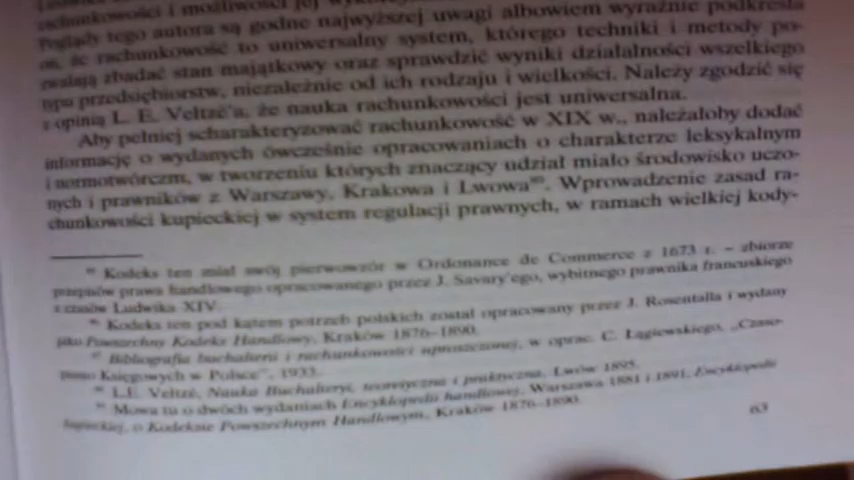 rachunkowości i możliwości jej
Poglądy tego autora są godne najwyższej uwagi albowiem wyraźnie podkreśla
on, że rachunkowość to uniwersalny system, którego techniki i metody po-
zwalają zbadać stan majątkowy oraz sprawdzić wyniki działalności wszelkiego
typu przedsiębiorstw, niezależnie od ich rodzaju i wielkości. Należy zgodzić się
z opinią L. E. Veltzé'a, że nauka rachunkowości jest uniwersalna.
Aby pełniej scharakteryzować rachunkowość w XIX w., należałoby dodać
informację o wydanych ówcześnie opracowaniach o charakterze leksykalnym
i normotwórczm, w tworzeniu których znaczący udział miało środowisko uczo-
nych i prawników z Warszawy, Krakowa i Lwowa. Wprowadzenie zasad ra-
chunkowości kupieckiej w system regulacji prawnych, w ramach wielkiej kody-
Kodeks ten miał swój pierwowzór w Ordonance de Commerce z 1673 r. – zbiorze
przepisów prawa handlowego opracowanego przez J. Savary'ego, wybitnego prawnika francuskiego
z czasów Ludwika XIV.
Kodeks ten pod kątem potrzeb polskich został opracowany przez J. Rosentalla i wydany
jako Powszechny Kodeks Handlowy, Kraków 1876–1890.
Bibliografia buchalterii i rachunkowości uproszczonej, w oprac. C. Łagiewskiego, „Czaso-
pismo Księgowych w Polsce", 1933.
L.E. Veltzé, Nauka Buchalteryi, teoretyczna i praktyczna, Lwów 1895.
Mowa tu o dwóch wydaniach Encyklopedii handlowej, Warszawa 1881 i 1891, Encyklopedii
kupieckiej, o Kodeksie Powszechnym Handlowym, Kraków 1876–1890.
63